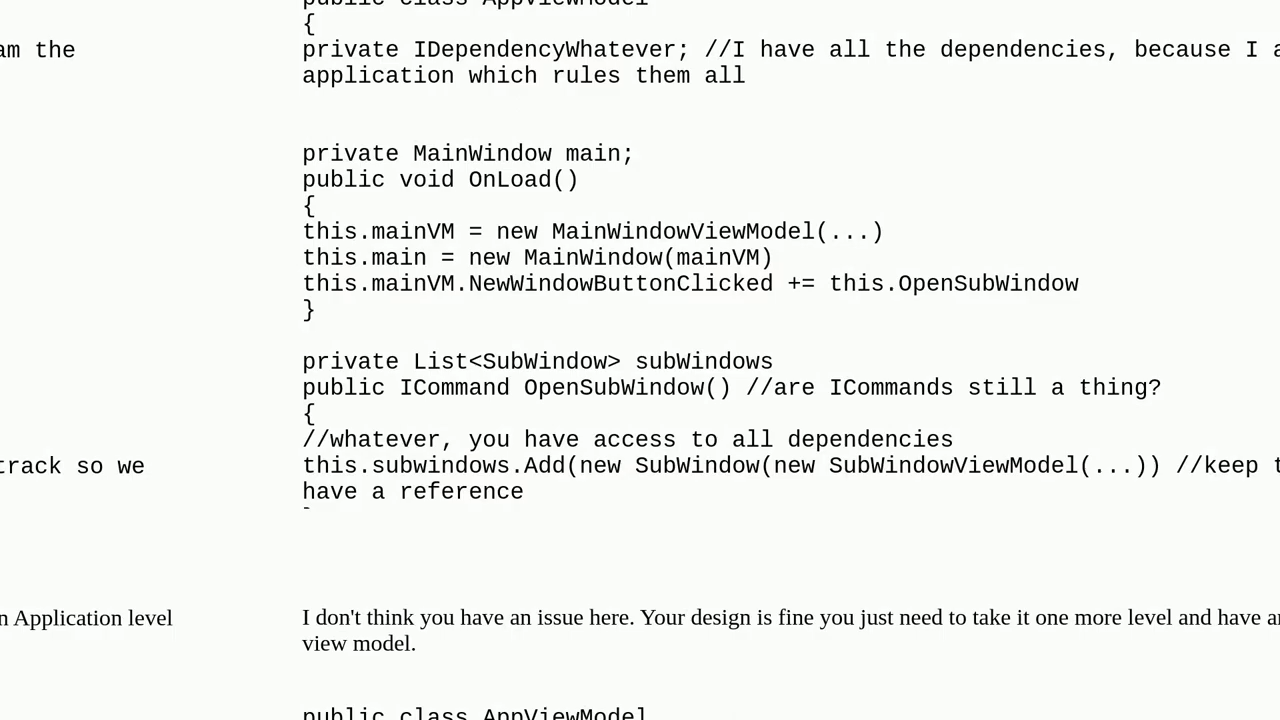 public class AppViewModel
{
am the
private IDependencyWhatever; //I have all the dependencies, because I a
application which rules them all
private MainWindow main;
public void OnLoad()
{
this.mainVM = new MainWindowViewModel(...)
this.main = new MainWindow(mainVM)
this.mainVM.NewWindowButtonClicked += this.OpenSubWindow
}
private List<SubWindow> subWindows
public ICommand OpenSubWindow() //are ICommands still a thing?
{
//whatever, you have access to all dependencies
track so we
this.subwindows.Add(new SubWindow(new SubWindowViewModel(...)) //keep t
have a reference
n Application level
I don't think you have an issue here. Your design is fine you just need to take it one more level and have an
view model.
public class AppViewModel